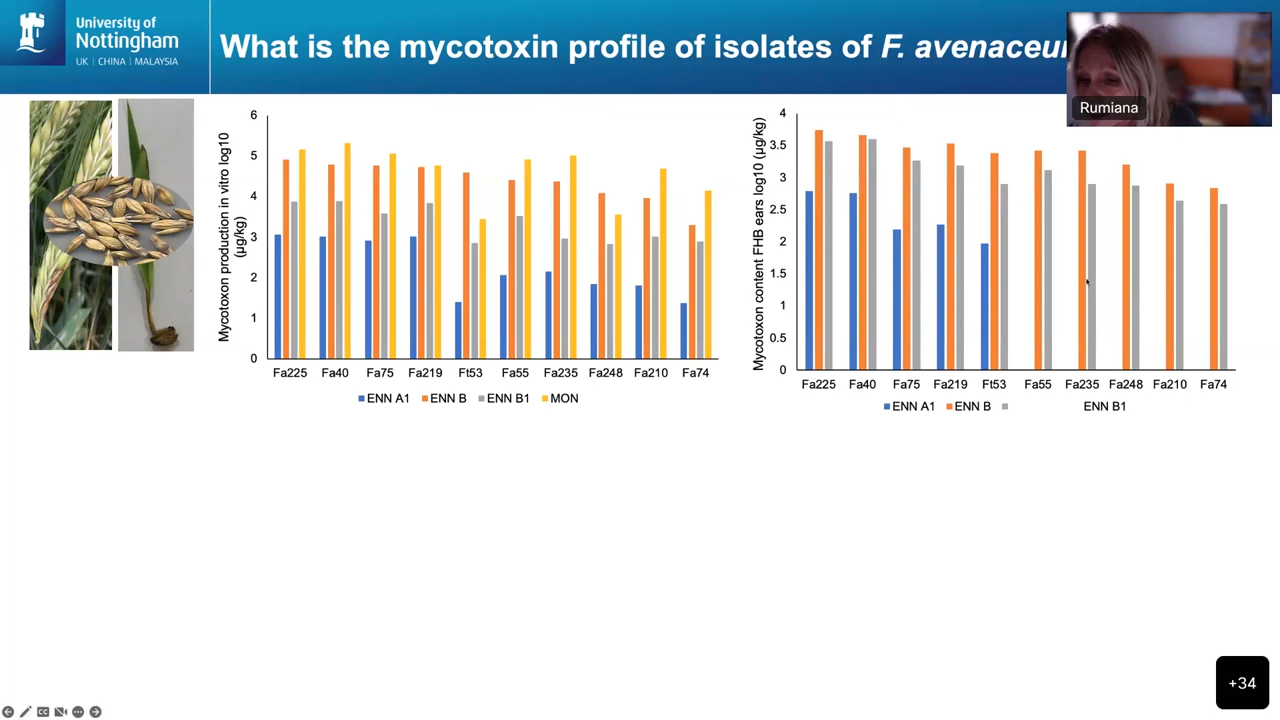 University of
Nottingham
UK | CHINA | MALAYSIA
What is the mycotoxin profile of isolates of F. avenaceu
Rumiana
Mycotoxon production in vitro log10
(µg/kg)
6
5
4
3
2
1
0
Fa225 Fa40 Fa75 Fa219 Ft53 Fa55 Fa235 Fa248 Fa210 Fa74
ENN A1 ENN B ENN B1 MON
Mycotoxon content FHB ears log10 (µg/kg)
4
3.5
3
2.5
2
1.5
1
0.5
0
Fa225 Fa40 Fa75 Fa219 Ft53 Fa55 Fa235 Fa248 Fa210 Fa74
ENN A1 ENN B ENN B1
+34
CC